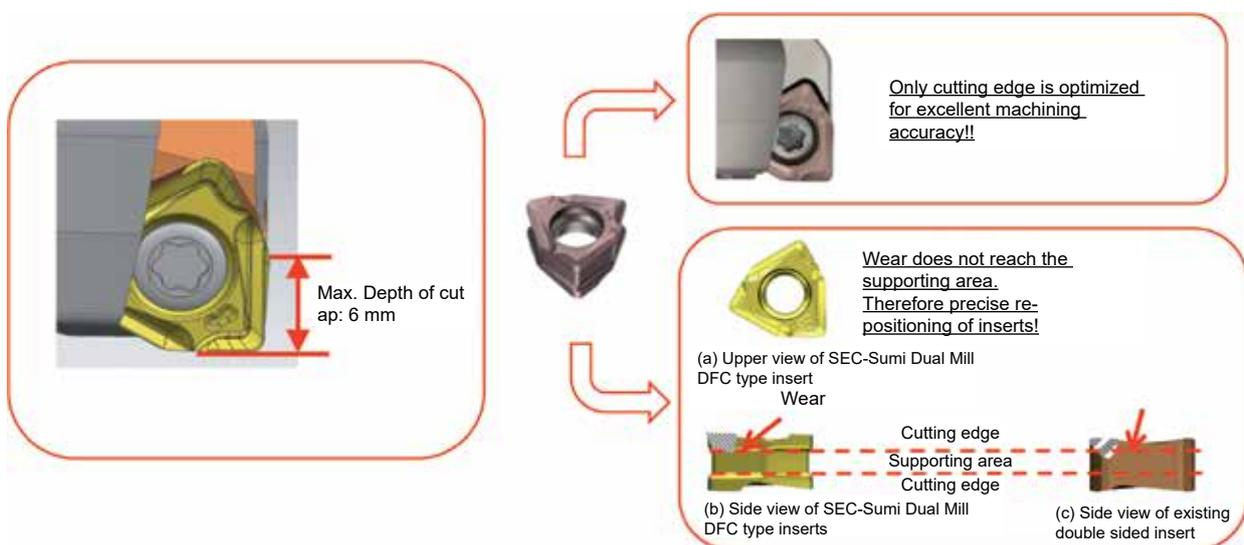 Max. Depth of cut
ap: 6 mm
Only cutting edge is optimized
for excellent machining
accuracy!!
Wear does not reach the
supporting area.
Therefore precise re-
positioning of inserts!
(a) Upper view of SEC-Sumi Dual Mill
DFC type insert
Wear
Cutting edge
Supporting area
Cutting edge
(b) Side view of SEC-Sumi Dual Mill
DFC type inserts
(c) Side view of existing
double sided insert